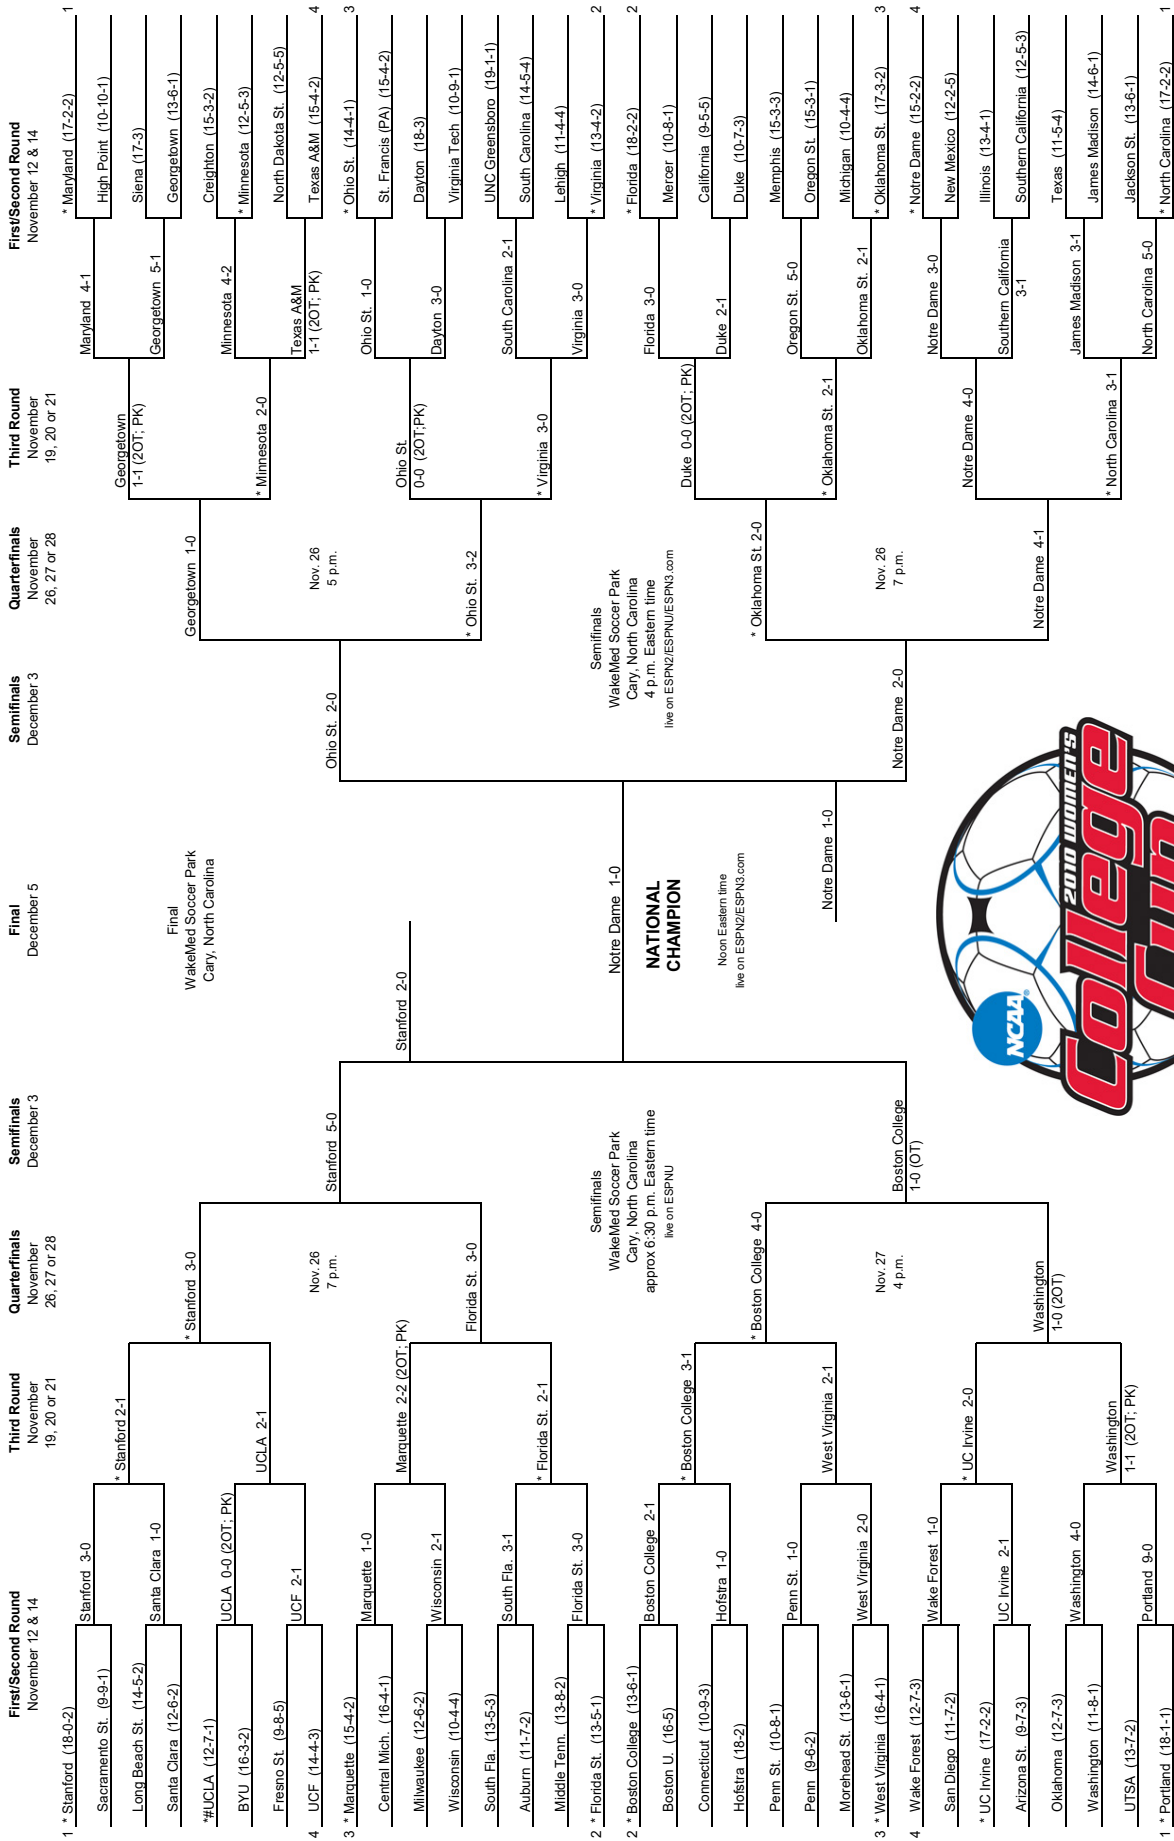 First/Second Round
November 12 & 14
Third Round
November
19, 20 or 21
Quarterfinals
November
26, 27 or 28
Semifinals
December 3
Final
December 5
Semifinals
December 3
Quarterfinals
November
26, 27 or 28
Third Round
November
19, 20 or 21
First/Second Round
November 12 & 14
1 * Stanford (18-0-2)
Sacramento St. (9-9-1)
Long Beach St. (14-5-2)
Santa Clara (12-6-2)
*#UCLA (12-7-1)
BYU (16-3-2)
Fresno St. (9-8-5)
4 UCF (14-4-3)
3 * Marquette (15-4-2)
Central Mich. (16-4-1)
Milwaukee (12-6-2)
Wisconsin (10-4-4)
South Fla. (13-5-3)
Auburn (11-7-2)
Middle Tenn. (13-8-2)
2 * Florida St. (13-5-1)
2 * Boston College (13-6-1)
Boston U. (16-5)
Connecticut (10-9-3)
Hofstra (18-2)
Penn St. (10-8-1)
Penn (9-6-2)
Morehead St. (13-6-1)
3 * West Virginia (16-4-1)
4 Wake Forest (12-7-3)
San Diego (11-7-2)
* UC Irvine (17-2-2)
Arizona St. (9-7-3)
Oklahoma (12-7-3)
Washington (11-8-1)
UTSA (13-7-2)
1 * Portland (18-1-1)
Stanford 3-0
Santa Clara 1-0
UCLA 0-0 (2OT; PK)
UCF 2-1
Marquette 1-0
Wisconsin 2-1
South Fla. 3-1
Florida St. 3-0
Boston College 2-1
Hofstra 1-0
Penn St. 1-0
West Virginia 2-0
Wake Forest 1-0
UC Irvine 2-1
Washington 4-0
Portland 9-0
* Stanford 2-1
UCLA 2-1
Marquette 2-2 (2OT; PK)
* Florida St. 2-1
* Boston College 3-1
West Virginia 2-1
* UC Irvine 2-0
Washington
1-1 (2OT; PK)
* Stanford 3-0
Nov. 26
7 p.m.
Florida St. 3-0
* Boston College 4-0
Nov. 27
4 p.m.
Washington
1-0 (2OT)
Stanford 5-0
Semifinals
WakeMed Soccer Park
Cary, North Carolina
approx 6:30 p.m. Eastern time
live on ESPNU
Boston College
1-0 (OT)
Final
WakeMed Soccer Park
Cary, North Carolina
Stanford 2-0
Notre Dame 1-0
NATIONAL
CHAMPION
Noon Eastern time
live on ESPN2/ESPN3.com
Notre Dame 1-0
NCAA®
2010 WOMEN'S
College
Cup
Ohio St. 2-0
Semifinals
WakeMed Soccer Park
Cary, North Carolina
4 p.m. Eastern time
live on ESPN2/ESPNU/ESPN3.com
Notre Dame 2-0
Georgetown 1-0
Nov. 26
5 p.m.
* Ohio St. 3-2
* Oklahoma St. 2-0
Nov. 26
7 p.m.
Notre Dame 4-1
Georgetown
1-1 (2OT; PK)
* Minnesota 2-0
Ohio St.
0-0 (2OT;PK)
* Virginia 3-0
Duke 0-0 (2OT; PK)
* Oklahoma St. 2-1
Notre Dame 4-0
* North Carolina 3-1
Maryland 4-1
Georgetown 5-1
Minnesota 4-2
Texas A&M
1-1 (2OT; PK)
Ohio St. 1-0
Dayton 3-0
South Carolina 2-1
Virginia 3-0
Florida 3-0
Duke 2-1
Oregon St. 5-0
Oklahoma St. 2-1
Notre Dame 3-0
Southern California
3-1
James Madison 3-1
North Carolina 5-0
* Maryland (17-2-2) 1
High Point (10-10-1)
Siena (17-3)
Georgetown (13-6-1)
Creighton (15-3-2)
* Minnesota (12-5-3)
North Dakota St. (12-5-5)
Texas A&M (15-4-2) 4
* Ohio St. (14-4-1) 3
St. Francis (PA) (15-4-2)
Dayton (18-3)
Virginia Tech (10-9-1)
UNC Greensboro (19-1-1)
South Carolina (14-5-4)
Lehigh (11-4-4)
* Virginia (13-4-2) 2
* Florida (18-2-2) 2
Mercer (10-8-1)
California (9-5-5)
Duke (10-7-3)
Memphis (15-3-3)
Oregon St. (15-3-1)
Michigan (10-4-4)
* Oklahoma St. (17-3-2) 3
* Notre Dame (15-2-2) 4
New Mexico (12-2-5)
Illinois (13-4-1)
Southern California (12-5-3)
Texas (11-5-4)
James Madison (14-6-1)
Jackson St. (13-6-1)
* North Carolina (17-2-2) 1